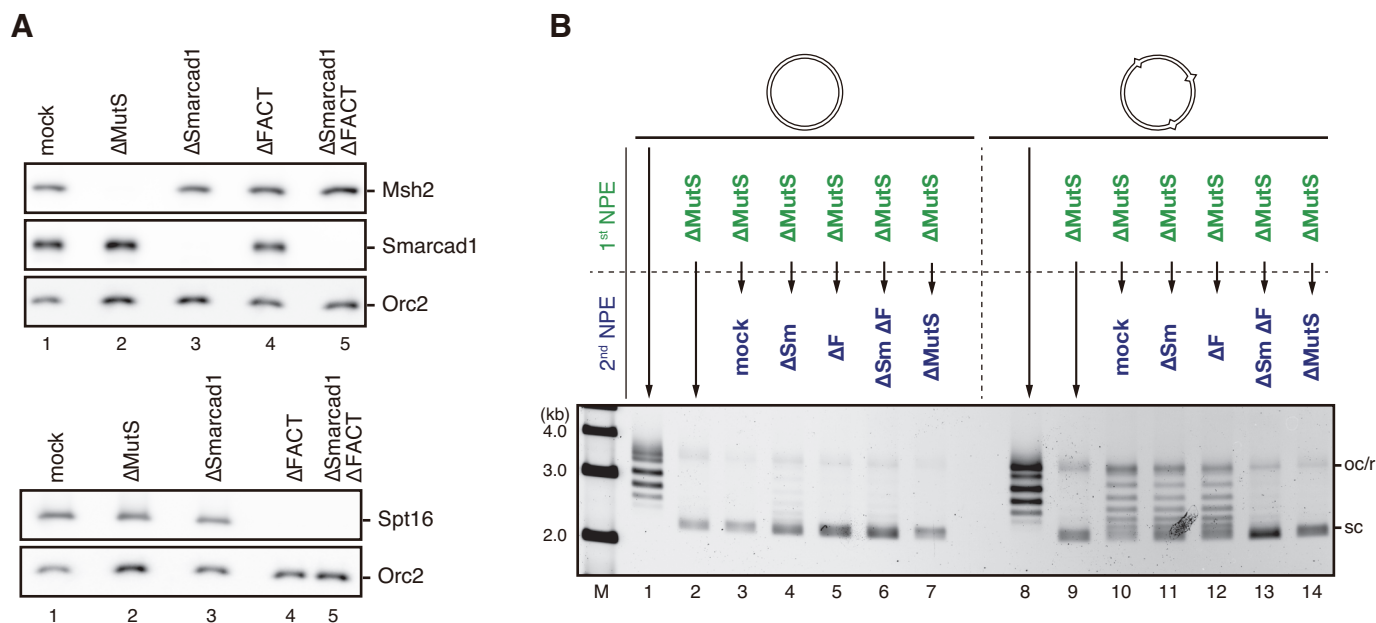 A
mock
ΔMutS
ΔSmarcad1
ΔFACT
ΔSmarcad1
ΔFACT
Msh2
Smarcad1
Orc2
1 2 3 4 5
mock
ΔMutS
ΔSmarcad1
ΔFACT
ΔSmarcad1
ΔFACT
Spt16
Orc2
1 2 3 4 5
B
1st NPE
ΔMutS ΔMutS ΔMutS ΔMutS ΔMutS ΔMutS ΔMutS ΔMutS ΔMutS ΔMutS ΔMutS ΔMutS
2nd NPE
mock ΔSm ΔF ΔSm ΔF ΔMutS mock ΔSm ΔF ΔSm ΔF ΔMutS
(kb)
4.0
3.0
2.0
oc/r
sc
M 1 2 3 4 5 6 7 8 9 10 11 12 13 14